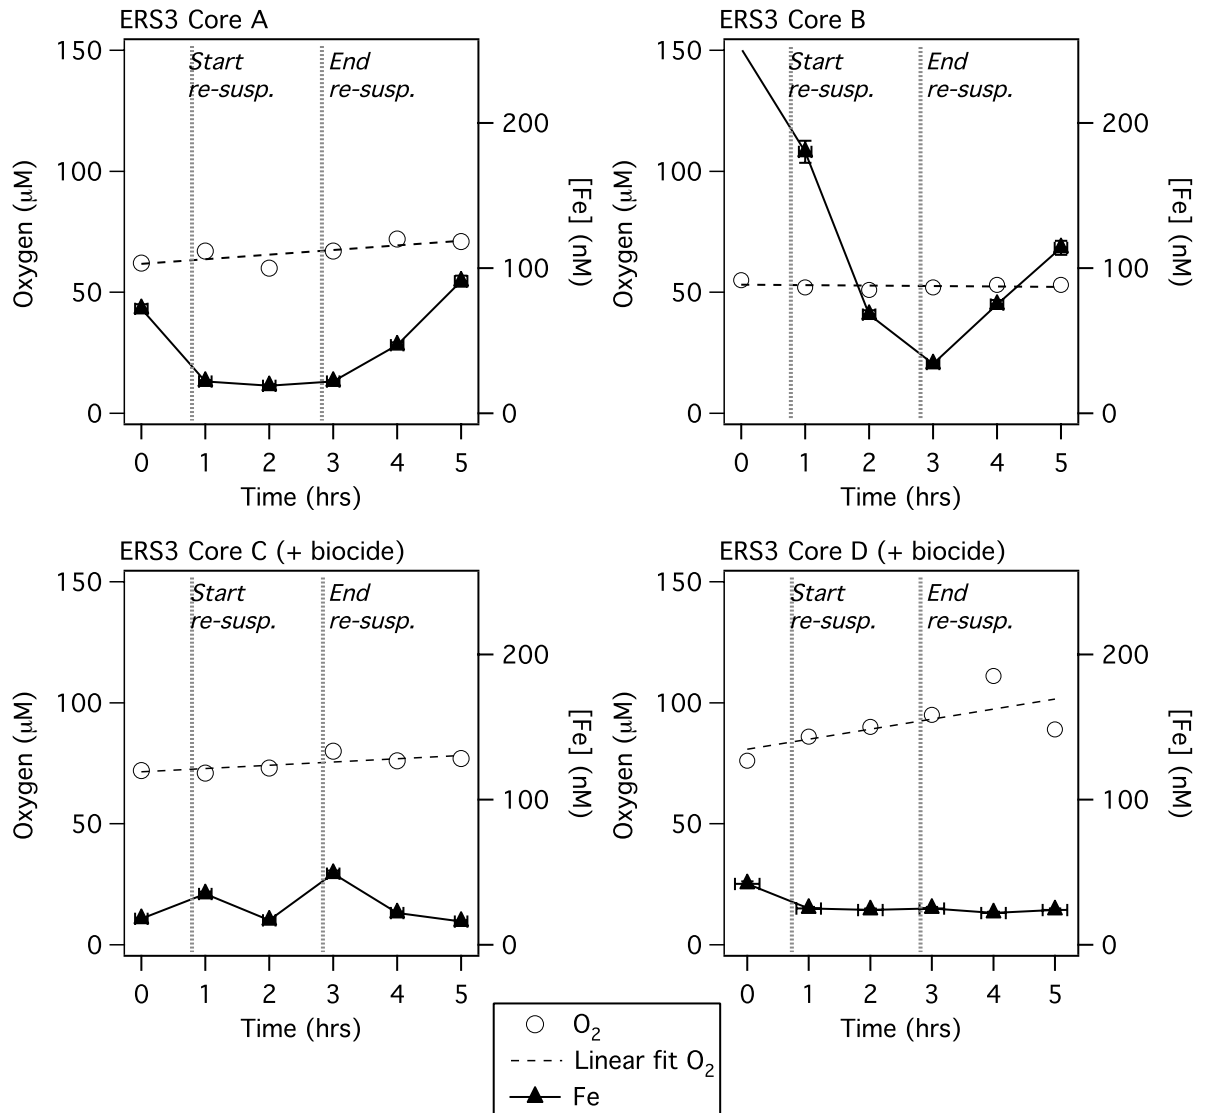 ERS3 Core A
150
100
50
0
Oxygen (µM)
Start
re-susp.
End
re-susp.
200
100
0
[Fe] (nM)
0 1 2 3 4 5
Time (hrs)
ERS3 Core B
150
100
50
0
Oxygen (µM)
Start
re-susp.
End
re-susp.
200
100
0
[Fe] (nM)
0 1 2 3 4 5
Time (hrs)
ERS3 Core C (+ biocide)
150
100
50
0
Oxygen (µM)
Start
re-susp.
End
re-susp.
200
100
0
[Fe] (nM)
0 1 2 3 4 5
Time (hrs)
ERS3 Core D (+ biocide)
150
100
50
0
Oxygen (µM)
Start
re-susp.
End
re-susp.
200
100
0
[Fe] (nM)
0 1 2 3 4 5
Time (hrs)
O₂
Linear fit O₂
Fe